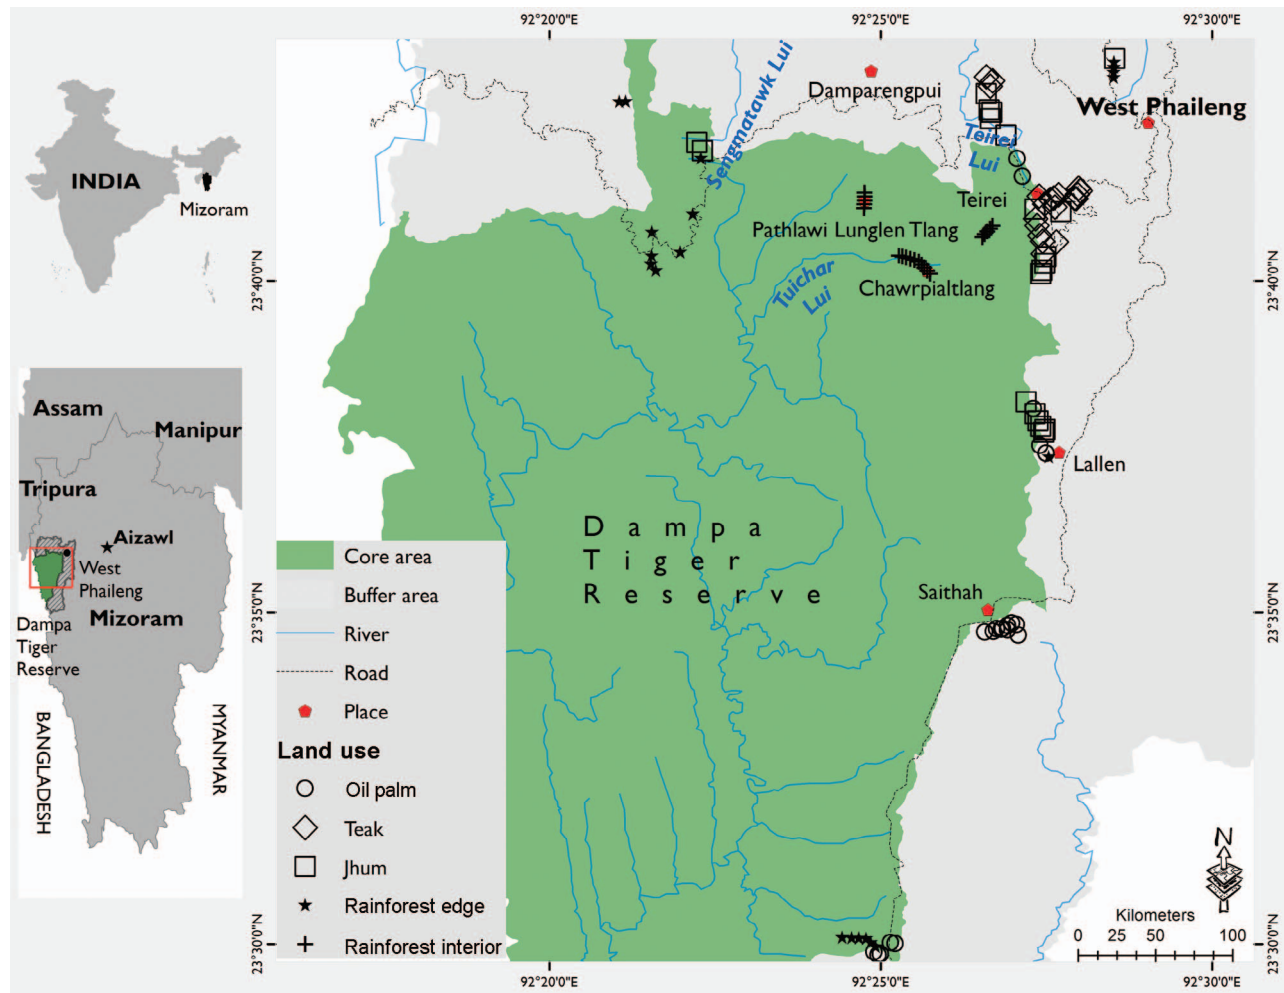 92°20'0"E
92°25'0"E
92°30'0"E
INDIA
Mizoram
Sengmatawk Lui
Damparengpui
West Phaileng
Teirei
Lui
Teirei
Pathlawi Lunglen Tlang
Tuichar
Lui
Chawrpialtlang
23°40'0"N
23°40'0"N
Assam
Manipur
Tripura
Aizawl
West
Phaileng
Mizoram
Dampa
Tiger
Reserve
BANGLADESH
MYANMAR
Lallen
Dampa
Tiger
Reserve
Saithah
23°35'0"N
23°35'0"N
Core area
Buffer area
River
Road
Place
Land use
Oil palm
Teak
Jhum
Rainforest edge
Rainforest interior
N
Kilometers
0 25 50 100
23°30'0"N
23°30'0"N
92°20'0"E
92°25'0"E
92°30'0"E